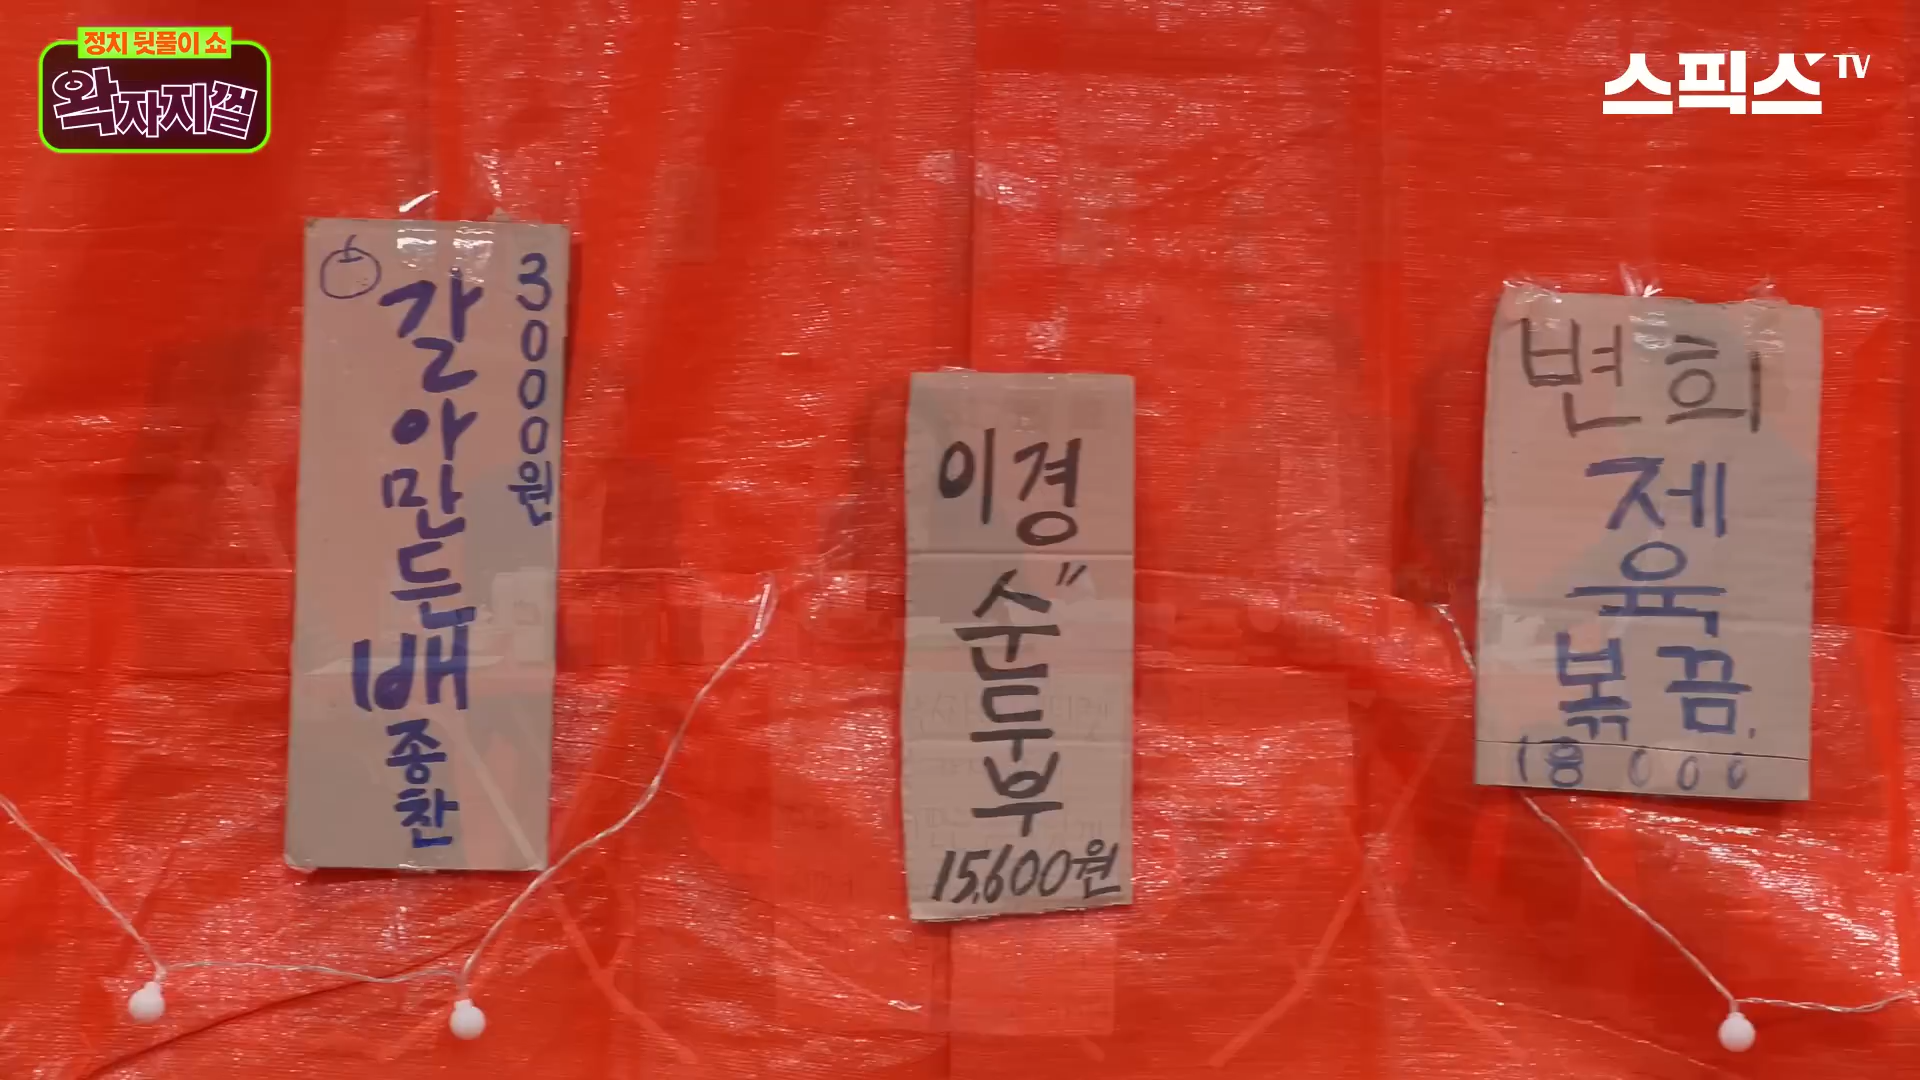 정치 뒷풀이 쇼
왁자지껄
스픽스TV
갈아만든배
종찬
3000원
이경
"순두부
15,600원
변희
제육
볶끔.
18000